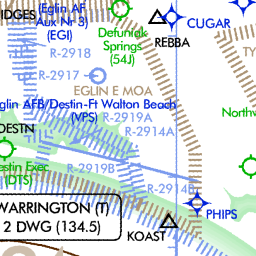 IDGES
(Eglin AF
Aux Nr 3)
(EGI)
R-2918
R-2917
Defuniak
Springs
(54J)
REBBA
CUGAR
TY
EGLIN E MOA
glin AFB/Destin-Ft Walton Beach
(VPS)
R-2919A
R-2914A
Northw
DESTN
estin Exec
(DTS)
R-2919B
R-2914B
WARRINGTON (T)
2 DWG (134.5)
KOAST
PHIPS